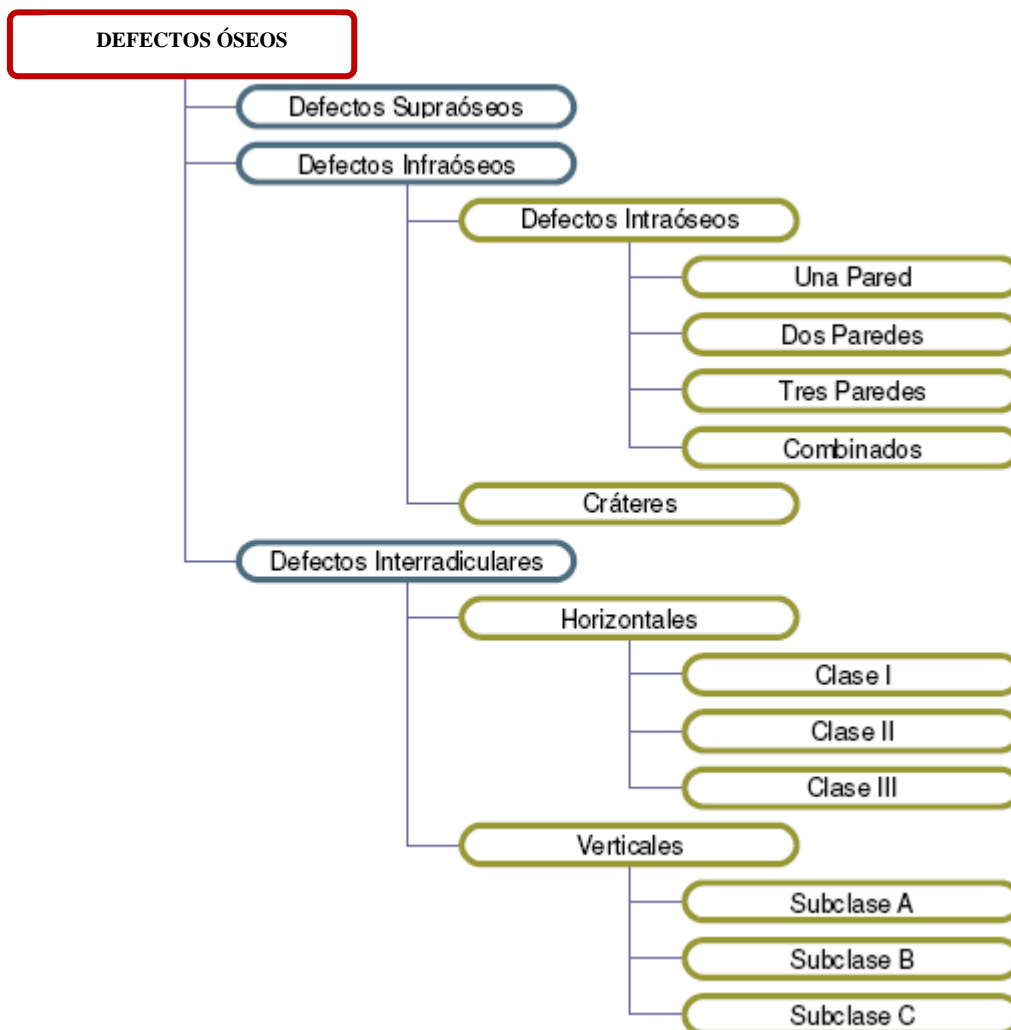 DEFECTOS ÓSEOS
Defectos Supraóseos
Defectos Infraóseos
Defectos Intraóseos
Una Pared
Dos Paredes
Tres Paredes
Combinados
Cráteres
Defectos Interradiculares
Horizontales
Clase I
Clase II
Clase III
Verticales
Subclase A
Subclase B
Subclase C